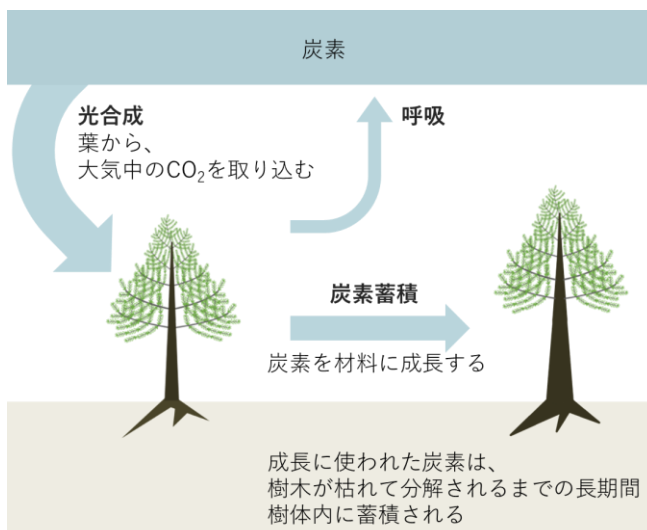 炭素
光合成
葉から、
大気中のCO₂を取り込む
呼吸
炭素蓄積
炭素を材料に成長する
成長に使われた炭素は、
樹木が枯れて分解されるまでの長期間
樹体内に蓄積される